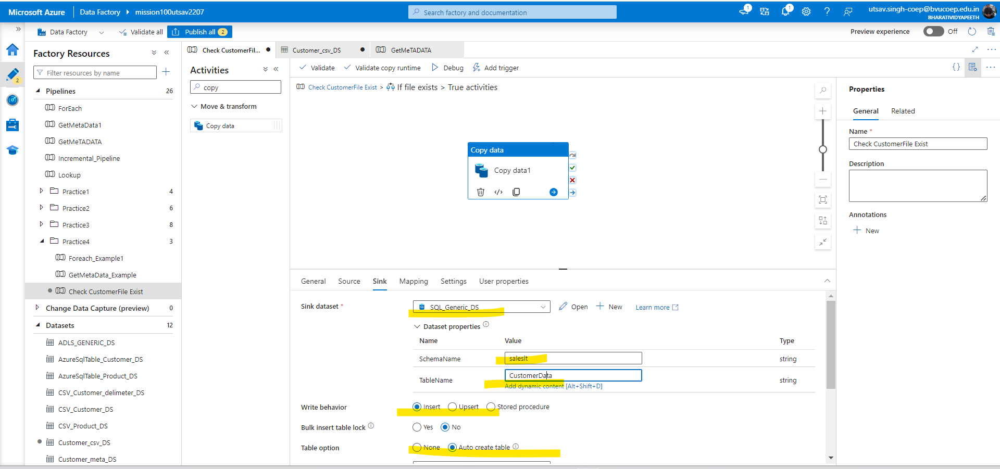 Microsoft Azure
Data Factory
mission100utsav2207
Search factory and documentation
1
1
utsav.singh-coep@bvucoep.edu.in
BHARATIVIDYAPEETH
Data Factory
Validate all
Publish all
2
Preview experience
Off
2
Factory Resources
Filter resources by name
Pipelines
26
ForEach
GetMetaData1
GetMeTADATA
Incremental_Pipeline
Lookup
Practice1
4
Practice2
6
Practice3
8
Practice4
3
Foreach_Example1
GetMetaData_Example
Check CustomerFile Exist
Change Data Capture (preview)
0
Datasets
12
ADLS_GENERIC_DS
AzureSqlTable_Customer_DS
AzureSqlTable_Product_DS
CSV_Customer_delimeter_DS
CSV_Customer_DS
CSV_Product_DS
Customer_csv_DS
Customer_meta_DS
Check CustomerFil...
Customer_csv_DS
GetMeTADATA
Activities
copy
Move & transform
Copy data
Validate
Validate copy runtime
Debug
Add trigger
{}
Check CustomerFile Exist > If file exists > True activities
Copy data
Copy data1
General
Source
Sink
Mapping
Settings
User properties
Sink dataset *
SQL_Generic_DS
Open
New
Learn more
Dataset properties
Name
Value
Type
SchemaName
saleslt
string
TableName
CustomerData
Add dynamic content [Alt+Shift+D]
string
Write behavior
Insert
Upsert
Stored procedure
Bulk insert table lock
Yes
No
Table option
None
Auto create table
Properties
General
Related
Name *
Check CustomerFile Exist
Description
Annotations
New